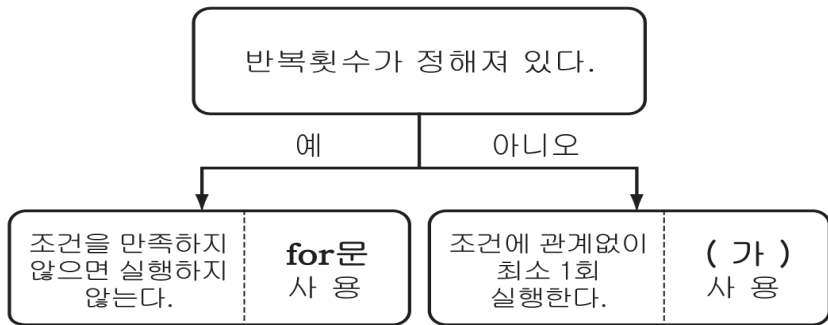 반복횟수가 정해져 있다.
예
아니오
조건을 만족하지
않으면 실행하지
않는다.
for문
사 용
조건에 관계없이
최소 1회
실행한다.
( 가 )
사 용